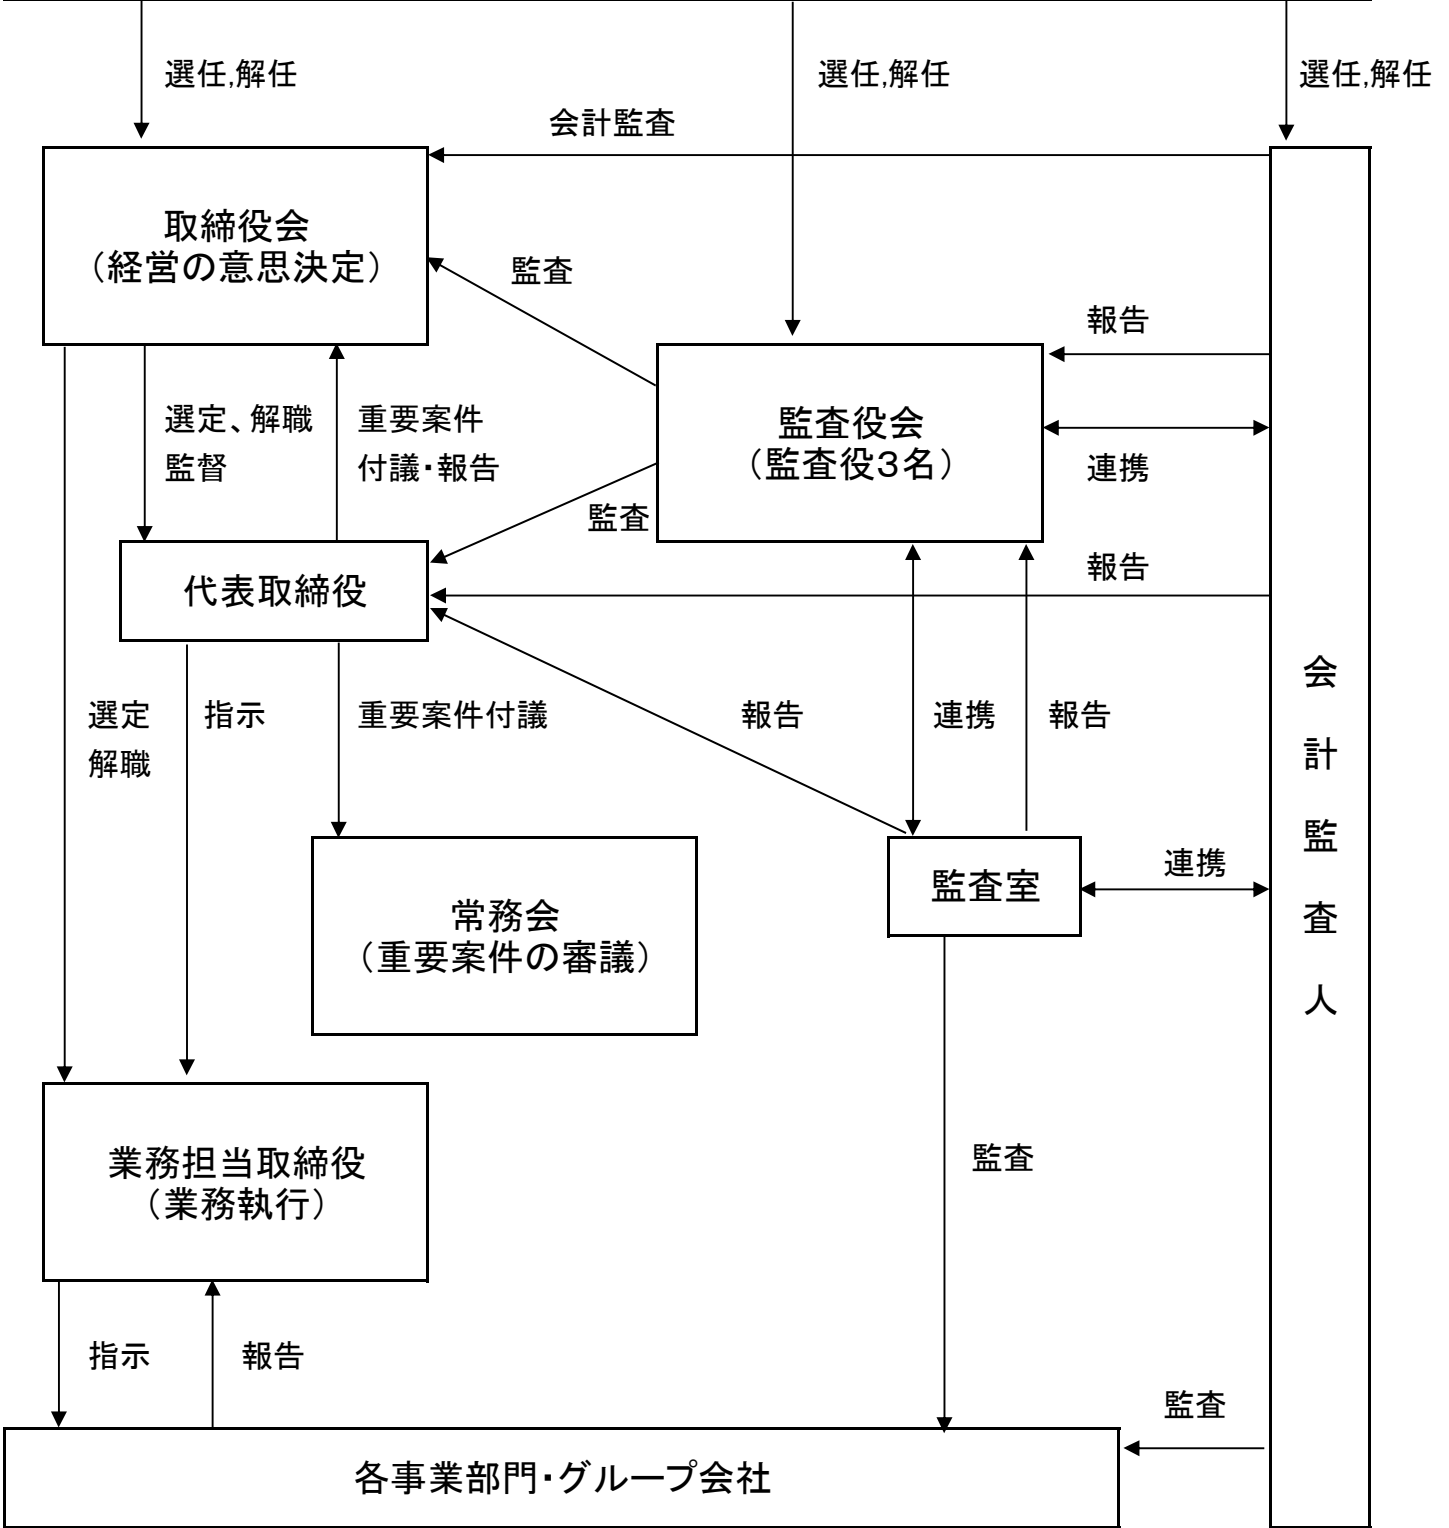 選任,解任
選任,解任
選任,解任
会計監査
取締役会
（経営の意思決定）
監査
報告
選定、解職
監督
重要案件
付議・報告
監査役会
（監査役３名）
連携
監査
報告
代表取締役
選定
解職
指示
重要案件付議
報告
連携
報告
会
計
監
査
人
監査室
連携
常務会
（重要案件の審議）
業務担当取締役
（業務執行）
監査
指示
報告
監査
各事業部門・グループ会社